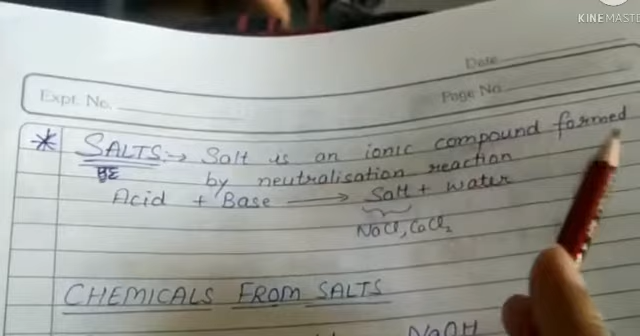 KINEMAST
Date
Expt. No.
Page No.
* SALTS:→ Salt is an ionic compound formed
by neutralisation reaction
Acid + Base → Salt + Water
NaCl, CaCl₂
CHEMICALS FROM SALTS
NaOH